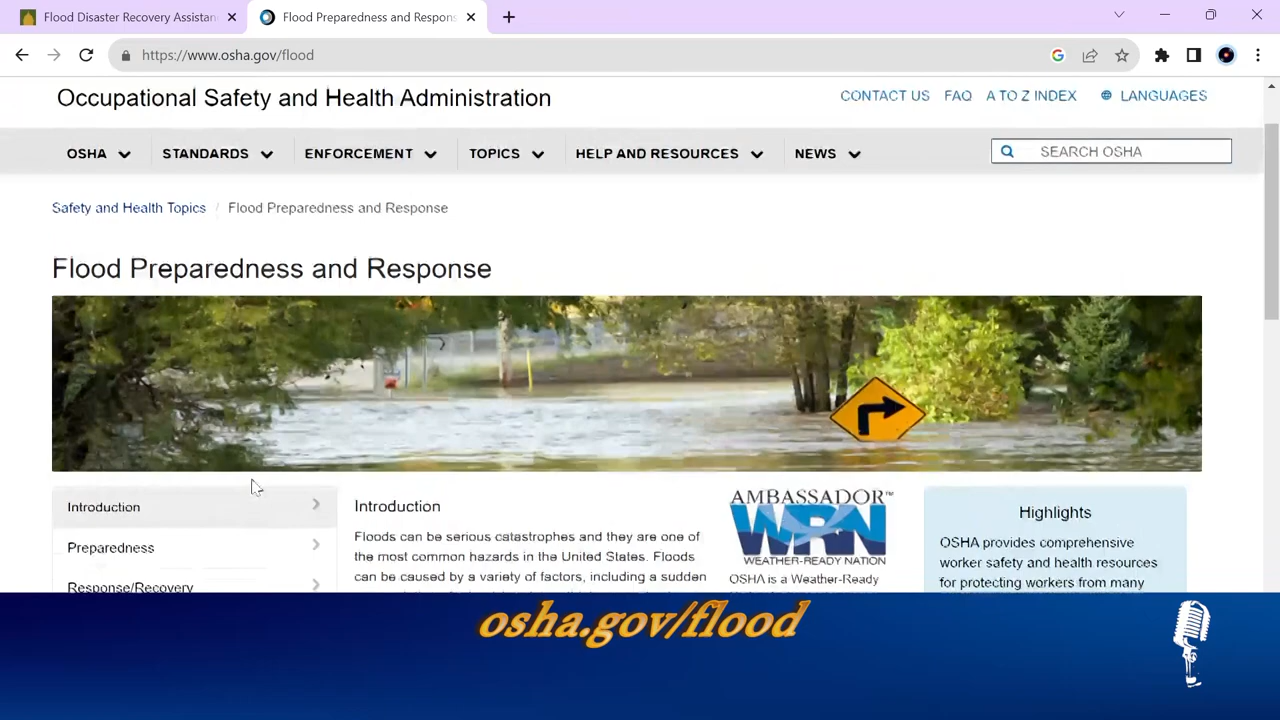 Flood Disaster Recovery Assistan
Flood Preparedness and Respons
https://www.osha.gov/flood
Occupational Safety and Health Administration
CONTACT US FAQ A TO Z INDEX LANGUAGES
OSHA STANDARDS ENFORCEMENT TOPICS HELP AND RESOURCES NEWS SEARCH OSHA
Safety and Health Topics / Flood Preparedness and Response
Flood Preparedness and Response
Introduction
Preparedness
Response/Recovery
Introduction
Floods can be serious catastrophes and they are one of
the most common hazards in the United States. Floods
can be caused by a variety of factors, including a sudden
AMBASSADOR™
WRN
WEATHER-READY NATION
OSHA is a Weather-Ready
Highlights
OSHA provides comprehensive
worker safety and health resources
for protecting workers from many
osha.gov/flood